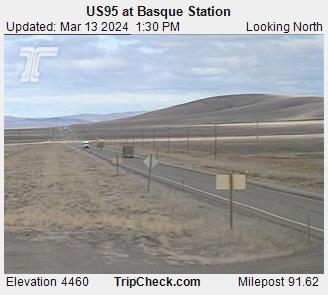 US95 at Basque Station
Updated: Mar 13 2024 1:30 PM Looking North
Elevation 4460 TripCheck.com Milepost 91.62